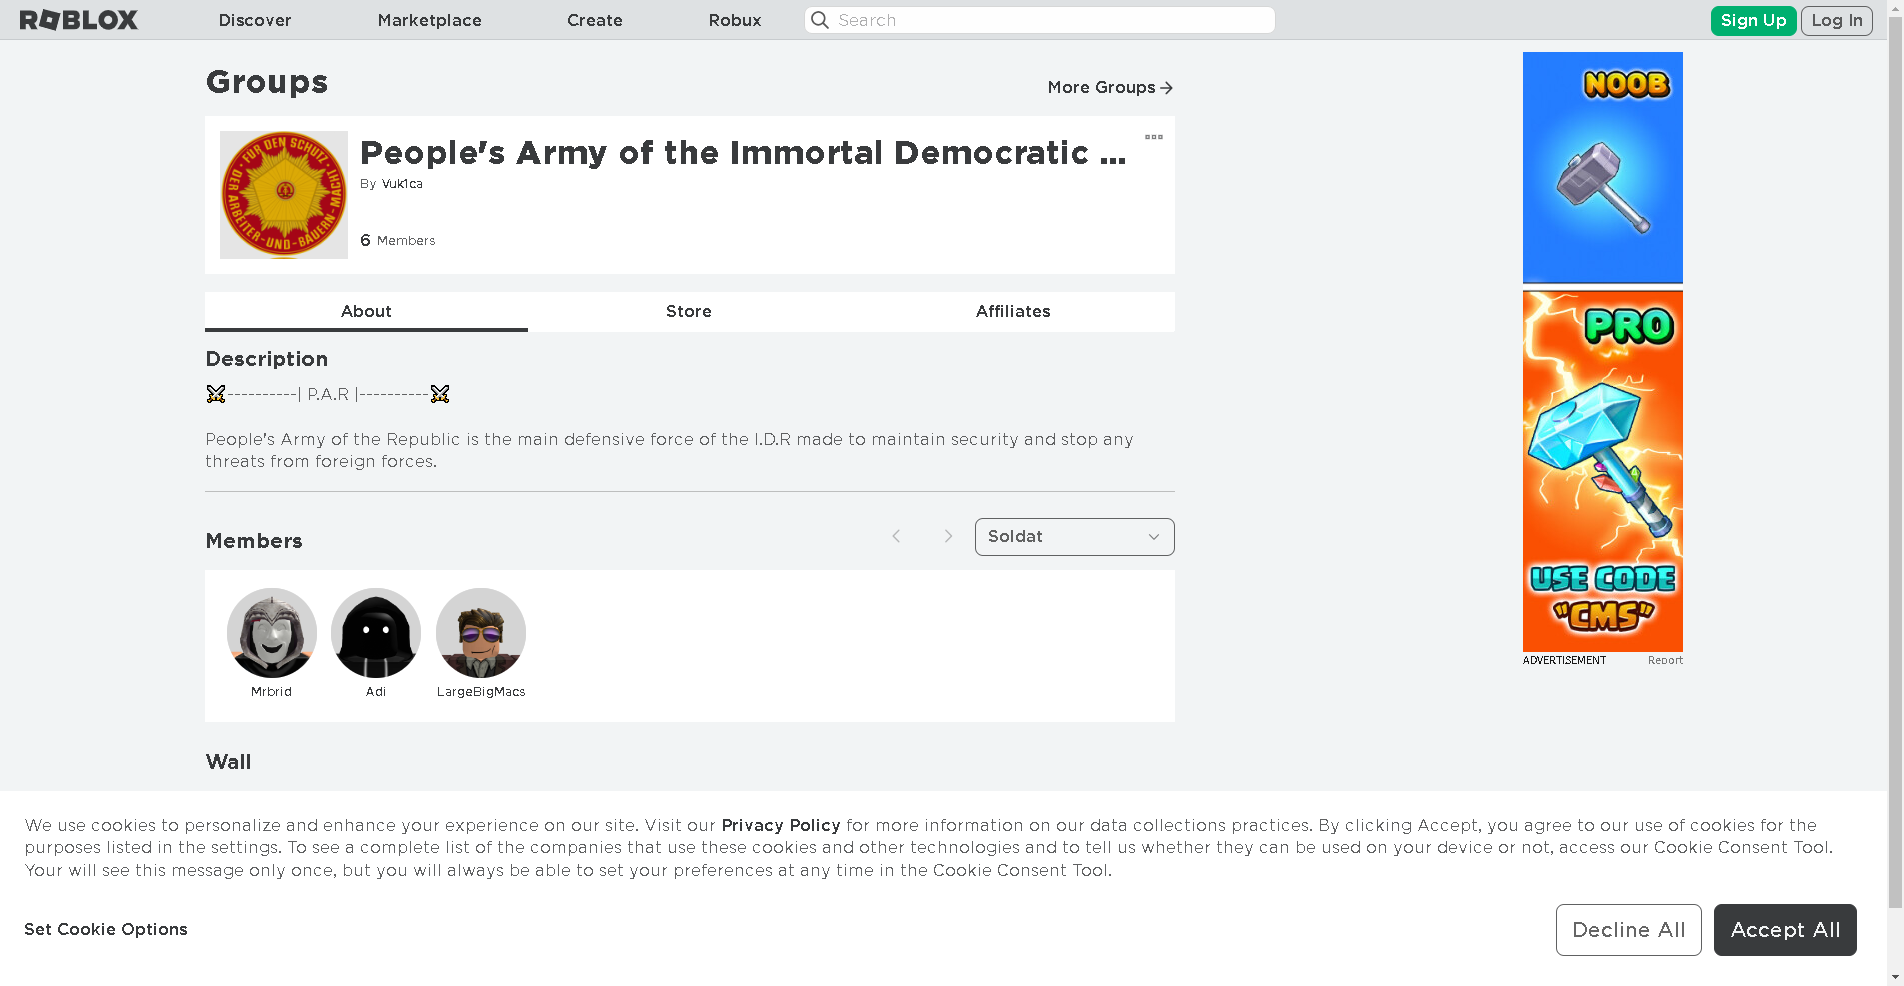 ROBLOX
Discover
Marketplace
Create
Robux
Search
Sign Up
Log In
Groups
More Groups
FÜR DEN SCHUTZ · DER ARBEITER-UND-BAUERN-MACHT ·
People's Army of the Immortal Democratic ...
By Vuk1ca
6 Members
About
Store
Affiliates
Description
⚔----------| P.A.R |----------⚔
People's Army of the Republic is the main defensive force of the I.D.R made to maintain security and stop any
threats from foreign forces.
Members
Soldat
Mrbrid
Adi
LargeBigMacs
Wall
NOOB
PRO
USE CODE
"CMS"
ADVERTISEMENT
Report
We use cookies to personalize and enhance your experience on our site. Visit our Privacy Policy for more information on our data collections practices. By clicking Accept, you agree to our use of cookies for the
purposes listed in the settings. To see a complete list of the companies that use these cookies and other technologies and to tell us whether they can be used on your device or not, access our Cookie Consent Tool.
Your will see this message only once, but you will always be able to set your preferences at any time in the Cookie Consent Tool.
Set Cookie Options
Decline All
Accept All